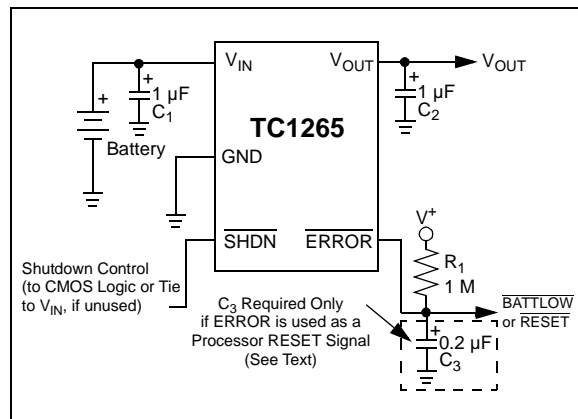 V_IN
V_OUT
V_OUT
+
1 µF
C_1
+
1 µF
C_2
+
Battery
TC1265
GND
V^+
SHDN
ERROR
R_1
1 M
Shutdown Control
(to CMOS Logic or Tie
to V_IN, if unused)
C_3 Required Only
if ERROR is used as a
Processor RESET Signal
(See Text)
BATTLOW
or RESET
+
0.2 µF
C_3